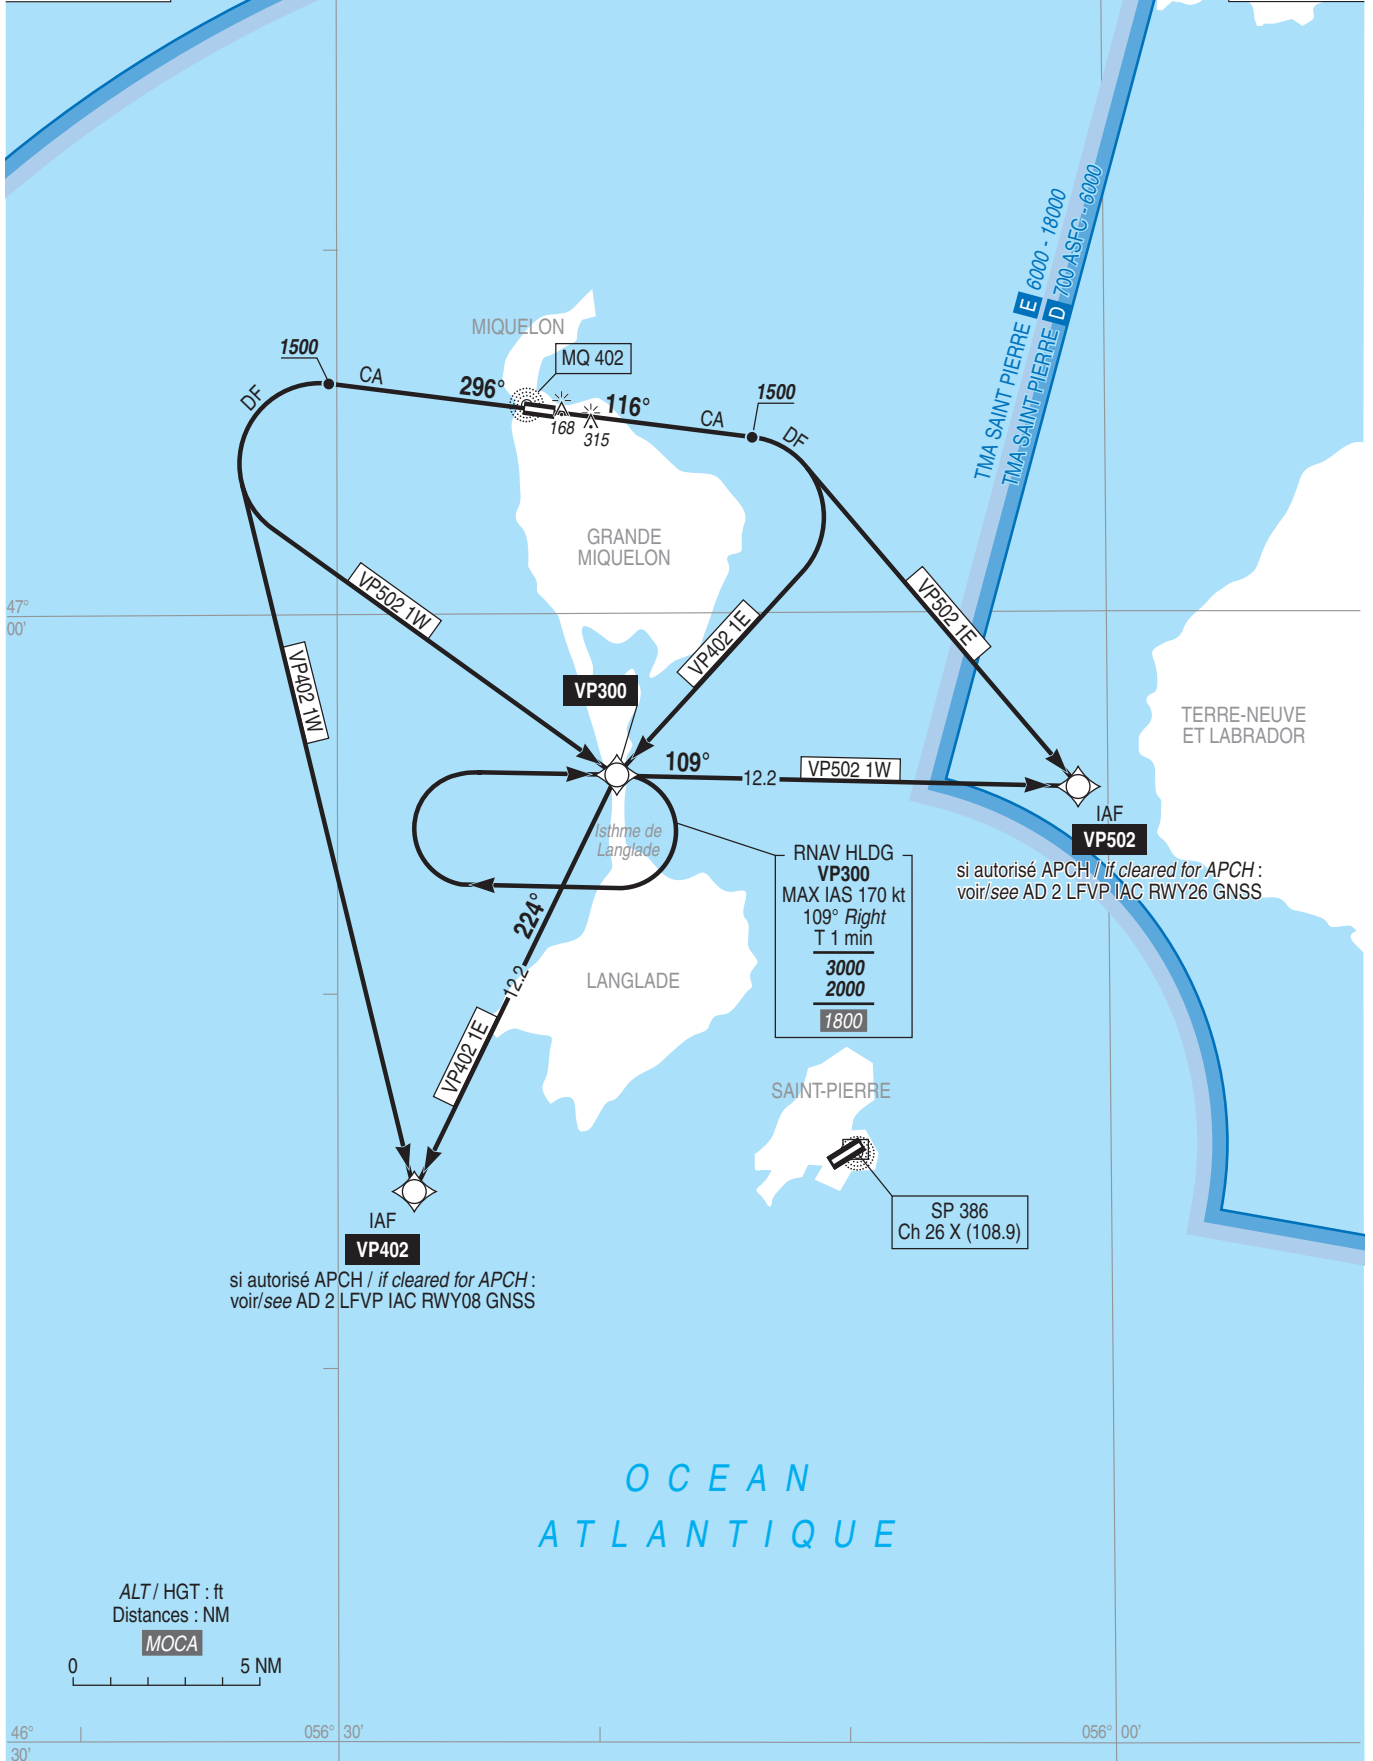 TMA SAINT PIERRE E 6000 - 18000
TMA SAINT PIERRE D 700 ASFC - 6000
MIQUELON
1500
CA
296°
MQ 402
DF
168
315
116°
CA
1500
DF
GRANDE
MIQUELON
47°
00'
VP502 1W
VP402 1E
VP502 1E
VP402 1W
VP300
TERRE-NEUVE
ET LABRADOR
109°
12.2
VP502 1W
IAF
VP502
si autorisé APCH / if cleared for APCH :
voir/see AD 2 LFVP IAC RWY26 GNSS
Isthme de
Langlade
RNAV HLDG
VP300
MAX IAS 170 kt
109° Right
T 1 min
3000
2000
1800
224°
12.2
LANGLADE
VP402 1E
SAINT-PIERRE
SP 386
Ch 26 X (108.9)
IAF
VP402
si autorisé APCH / if cleared for APCH :
voir/see AD 2 LFVP IAC RWY08 GNSS
OCEAN
ATLANTIQUE
ALT / HGT : ft
Distances : NM
MOCA
0 5 NM
46°
30'
056° 30'
056° 00'